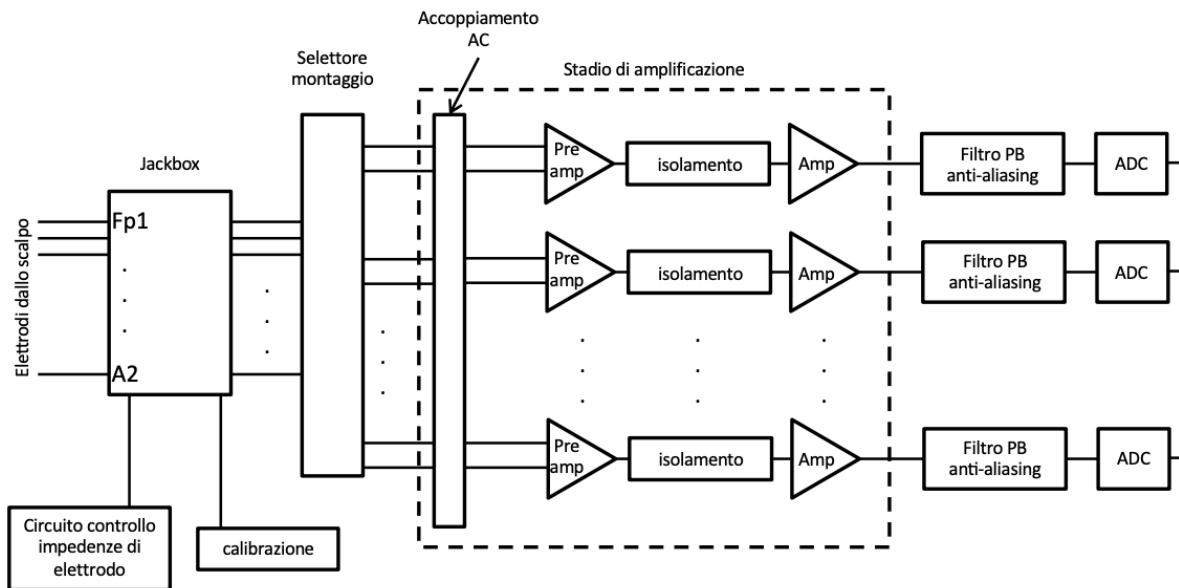 Accoppiamento
AC
Selettore
montaggio
Stadio di amplificazione
Jackbox
Elettrodi dallo scalpo
Fp1
A2
Pre
amp
isolamento
Amp
Filtro PB
anti-aliasing
ADC
Pre
amp
isolamento
Amp
Filtro PB
anti-aliasing
ADC
Pre
amp
isolamento
Amp
Filtro PB
anti-aliasing
ADC
Circuito controllo
impedenze di
elettrodo
calibrazione